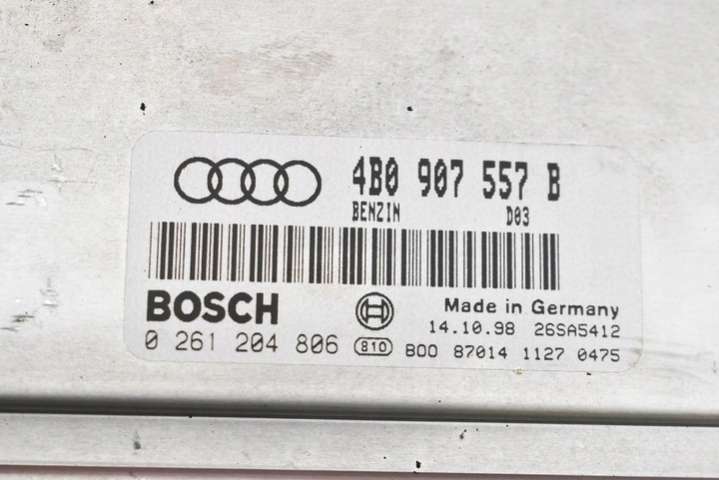 4B0 907 557 B
BENZIN D03
BOSCH
Made in Germany
14.10.98 26SA5412
0 261 204 806 810 B00 87014 1127 0475